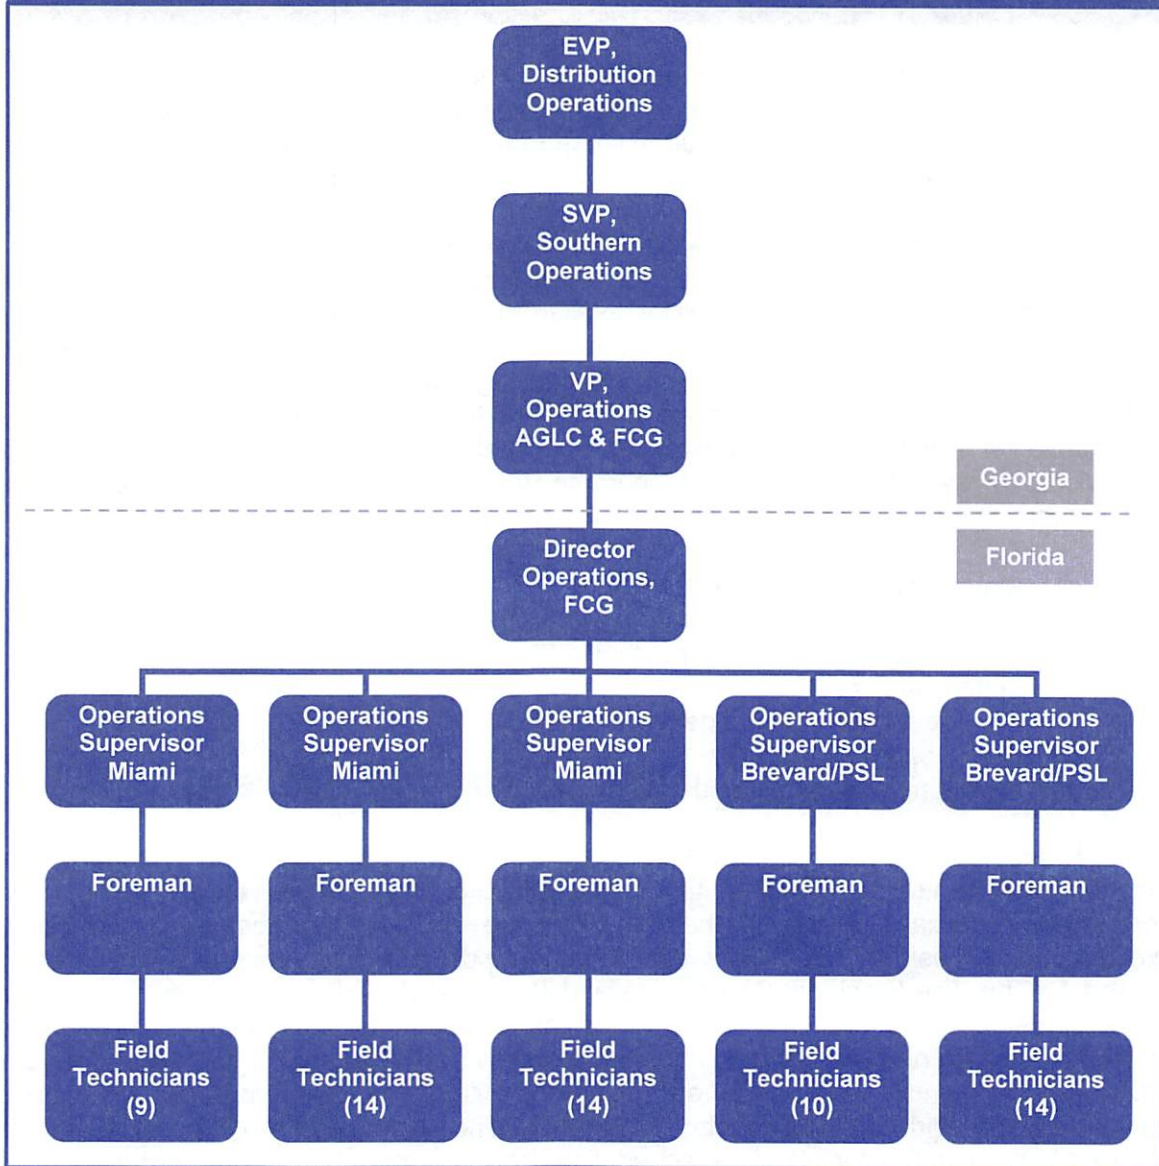 EVP,
Distribution
Operations
SVP,
Southern
Operations
VP,
Operations
AGLC & FCG
Georgia
Florida
Director
Operations,
FCG
Operations
Supervisor
Miami
Operations
Supervisor
Miami
Operations
Supervisor
Miami
Operations
Supervisor
Brevard/PSL
Operations
Supervisor
Brevard/PSL
Foreman
Foreman
Foreman
Foreman
Foreman
Field
Technicians
(9)
Field
Technicians
(14)
Field
Technicians
(14)
Field
Technicians
(10)
Field
Technicians
(14)